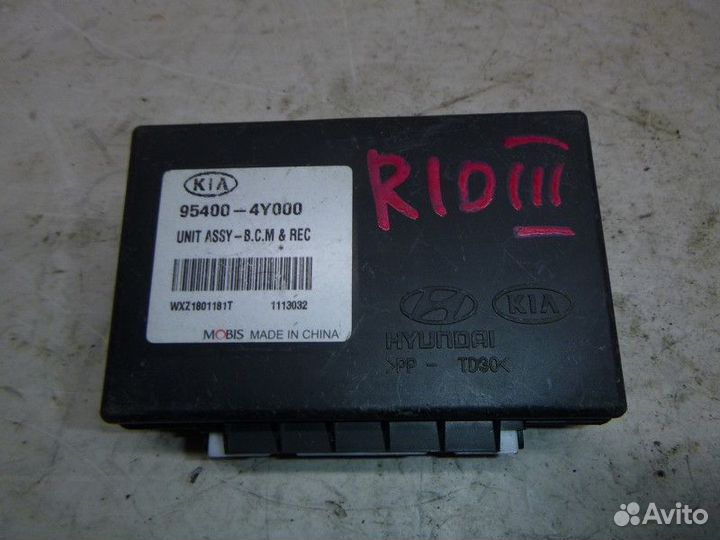 KIA
95400-4Y000
UNIT ASSY-B.C.M & REC
WXZ1801181T 1113032
MOBIS MADE IN CHINA
RIO III
KIA
HYUNDAI
>PP - TD30<
Avito